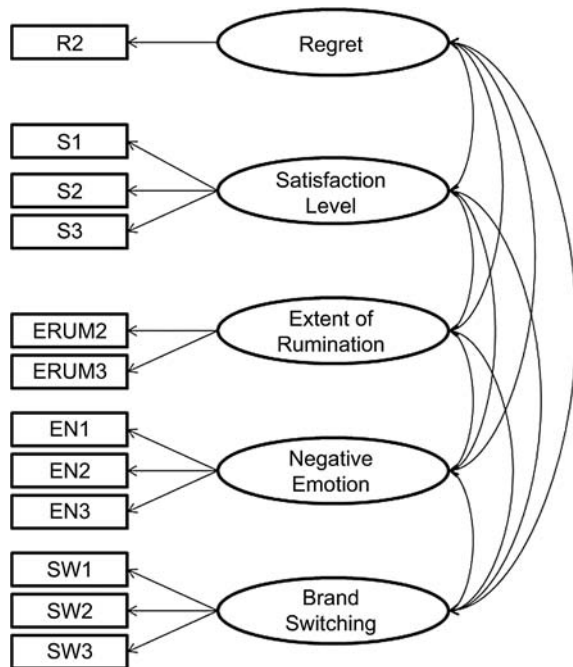 R2
Regret
S1
S2
S3
Satisfaction
Level
ERUM2
ERUM3
Extent of
Rumination
EN1
EN2
EN3
Negative
Emotion
SW1
SW2
SW3
Brand
Switching